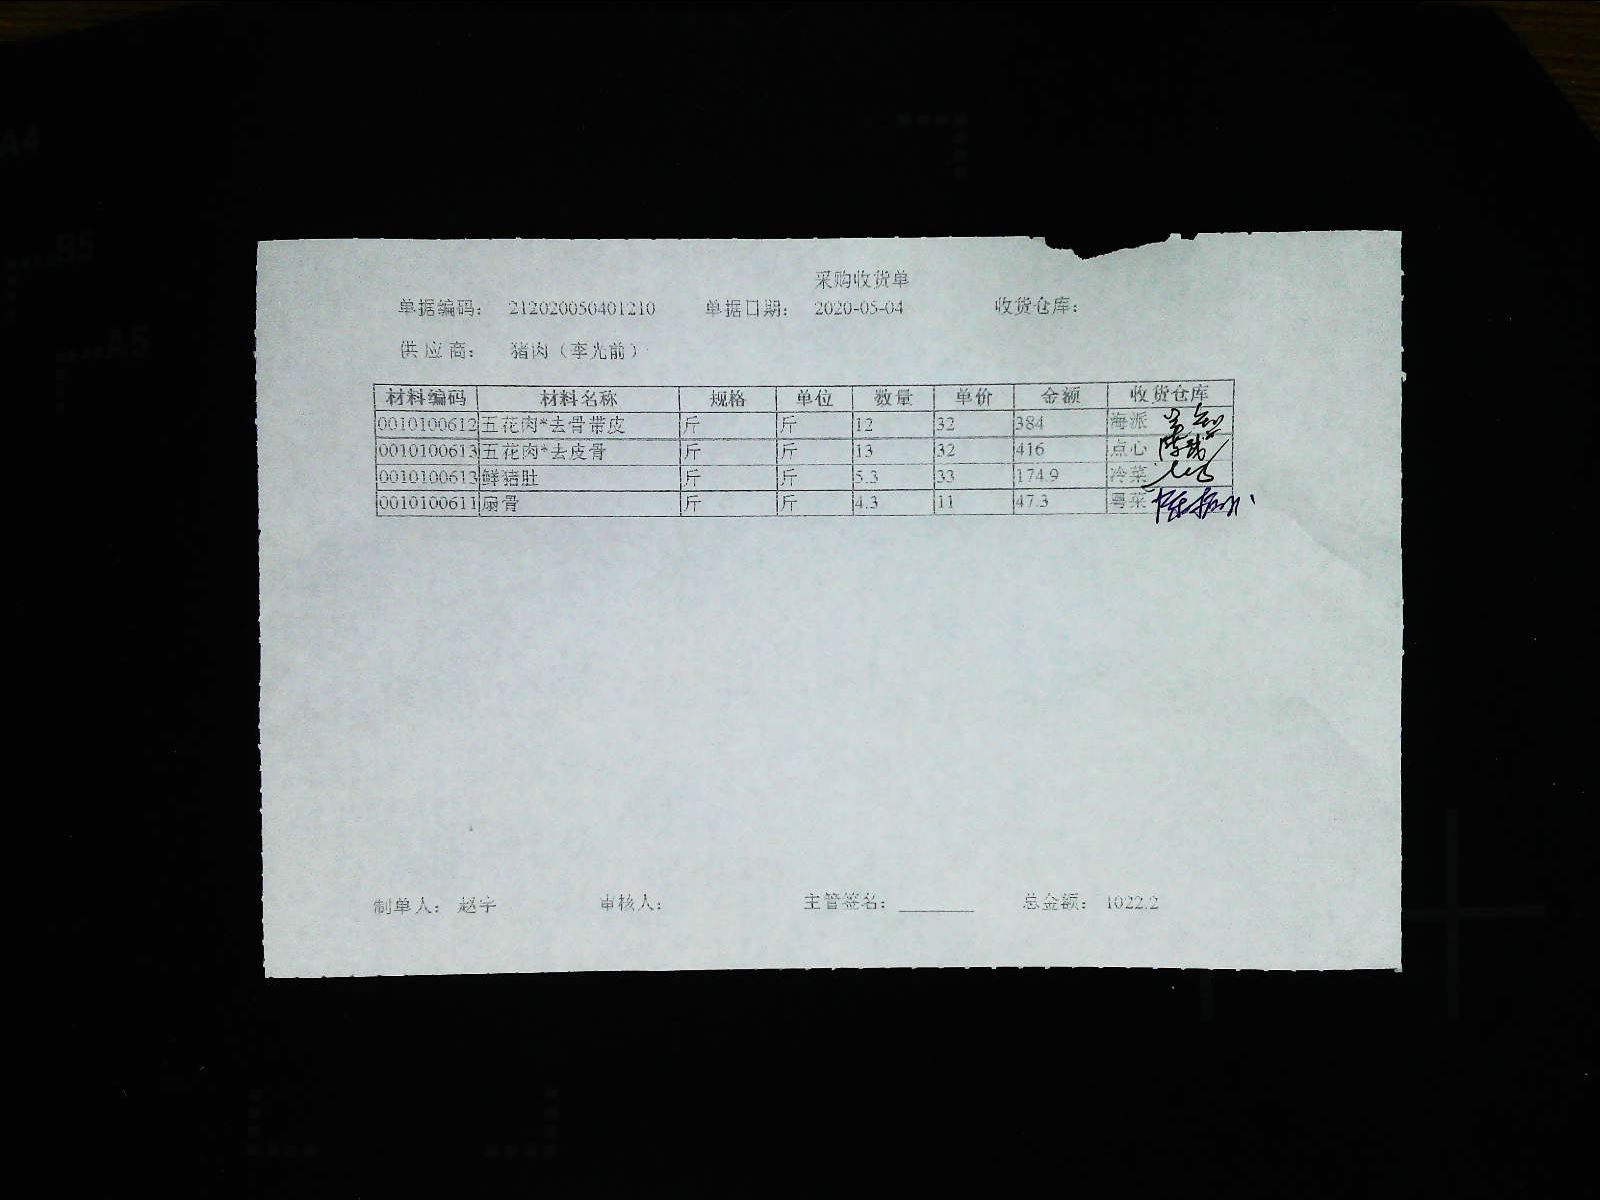 采购收货单
单据编码： 212020050401210 单据日期： 2020-05-04 收货仓库：
供应商： 猪肉（李光前）
材料编码 材料名称 规格 单位 数量 单价 金额 收货仓库
0010100612 五花肉*去骨带皮 斤 斤 12 32 384 海派
0010100613 五花肉*去皮骨 斤 斤 13 32 416 点心
0010100613 鲜猪肚 斤 斤 5.3 33 174.9 冷菜
0010100611 扇骨 斤 斤 4.3 11 47.3 粤菜
制单人： 赵宇 审核人： 主管签名： 总金额： 1022.2
A4
B5
A5